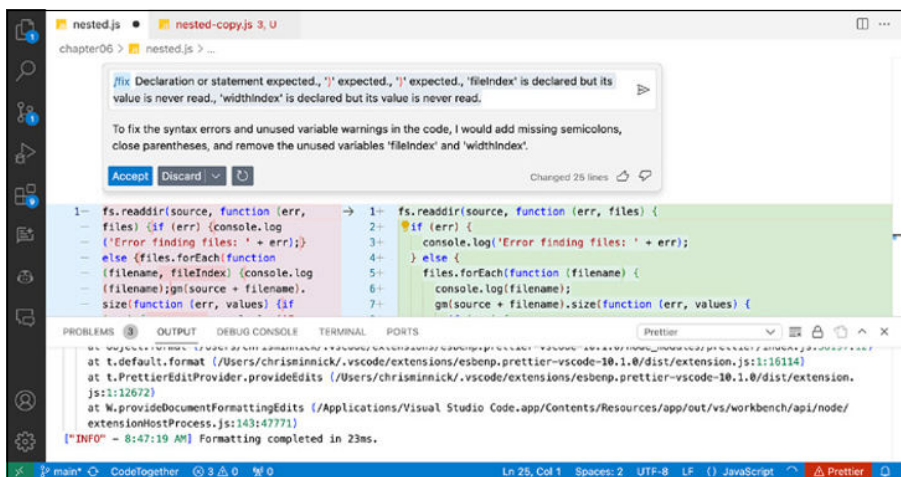 nested.js
nested-copy.js 3, U
chapter06 > nested.js > ...
/fix Declaration or statement expected., ')' expected., ')' expected., 'fileIndex' is declared but its
value is never read., 'widthIndex' is declared but its value is never read.
To fix the syntax errors and unused variable warnings in the code, I would add missing semicolons,
close parentheses, and remove the unused variables 'fileIndex' and 'widthIndex'.
Accept Discard Changed 25 lines
1— fs.readdir(source, function (err,
— files) {if (err) {console.log
— ('Error finding files: ' + err);}
— else {files.forEach(function
— (filename, fileIndex) {console.log
— (filename);gm(source + filename).
— size(function (err, values) {if
→ 1+ fs.readdir(source, function (err, files) {
2+ if (err) {
3+ console.log('Error finding files: ' + err);
4+ } else {
5+ files.forEach(function (filename) {
6+ console.log(filename);
7+ gm(source + filename).size(function (err, values) {
PROBLEMS 3 OUTPUT DEBUG CONSOLE TERMINAL PORTS Prettier
at t.default.format (/Users/chrisminnick/.vscode/extensions/esbenp.prettier-vscode-10.1.0/dist/extension.js:1:16114)
at t.PrettierEditProvider.provideEdits (/Users/chrisminnick/.vscode/extensions/esbenp.prettier-vscode-10.1.0/dist/extension.
js:1:12672)
at W.provideDocumentFormattingEdits (/Applications/Visual Studio Code.app/Contents/Resources/app/out/vs/workbench/api/node/
extensionHostProcess.js:143:47771)
["INFO" – 8:47:19 AM] Formatting completed in 23ms.
main* CodeTogether 3 0 0 Ln 25, Col 1 Spaces: 2 UTF-8 LF {} JavaScript Prettier